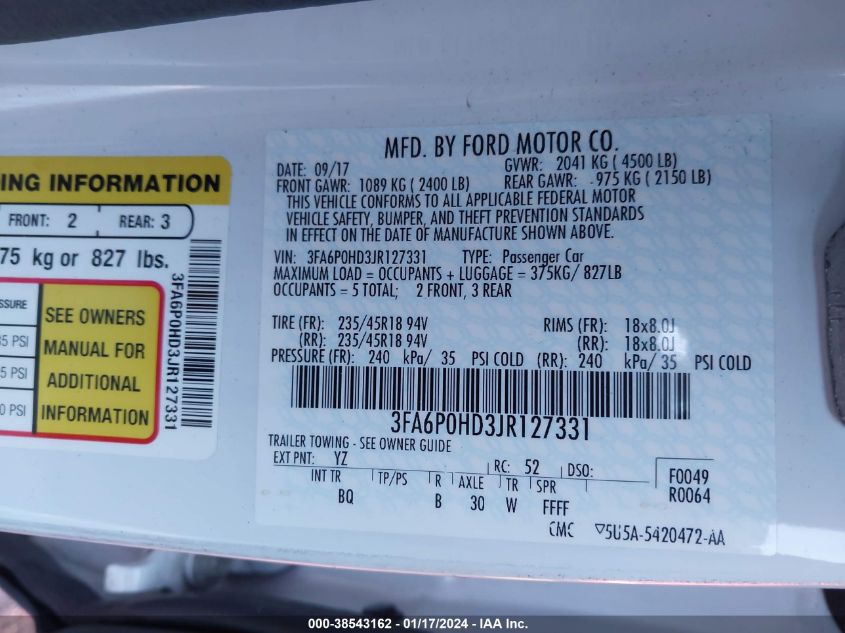 MFD. BY FORD MOTOR CO.
DATE: 09/17 GVWR: 2041 KG ( 4500 LB)
FRONT GAWR: 1089 KG ( 2400 LB) REAR GAWR: 975 KG ( 2150 LB)
THIS VEHICLE CONFORMS TO ALL APPLICABLE FEDERAL MOTOR
VEHICLE SAFETY, BUMPER, AND THEFT PREVENTION STANDARDS
IN EFFECT ON THE DATE OF MANUFACTURE SHOWN ABOVE.
VIN: 3FA6P0HD3JR127331 TYPE: Passenger Car
MAXIMUM LOAD = OCCUPANTS + LUGGAGE = 375KG/ 827LB
OCCUPANTS = 5 TOTAL; 2 FRONT, 3 REAR
TIRE (FR): 235/45R18 94V RIMS (FR): 18x8.0J
(RR): 235/45R18 94V (RR): 18x8.0J
PRESSURE (FR): 240 kPa/ 35 PSI COLD (RR): 240 kPa/ 35 PSI COLD
3FA6P0HD3JR127331
TRAILER TOWING - SEE OWNER GUIDE
EXT PNT: YZ RC: 52 DSO: F0049
INT TR TP/PS R AXLE TR SPR R0064
BQ B 30 W FFFF
CMC 5U5A-5420472-AA
ING INFORMATION
FRONT: 2 REAR: 3
75 kg or 827 lbs.
SSURE
35 PSI
5 PSI
0 PSI
SEE OWNERS
MANUAL FOR
ADDITIONAL
INFORMATION
3FA6P0HD3JR127331
000-38543162 - 01/17/2024 - IAA Inc.